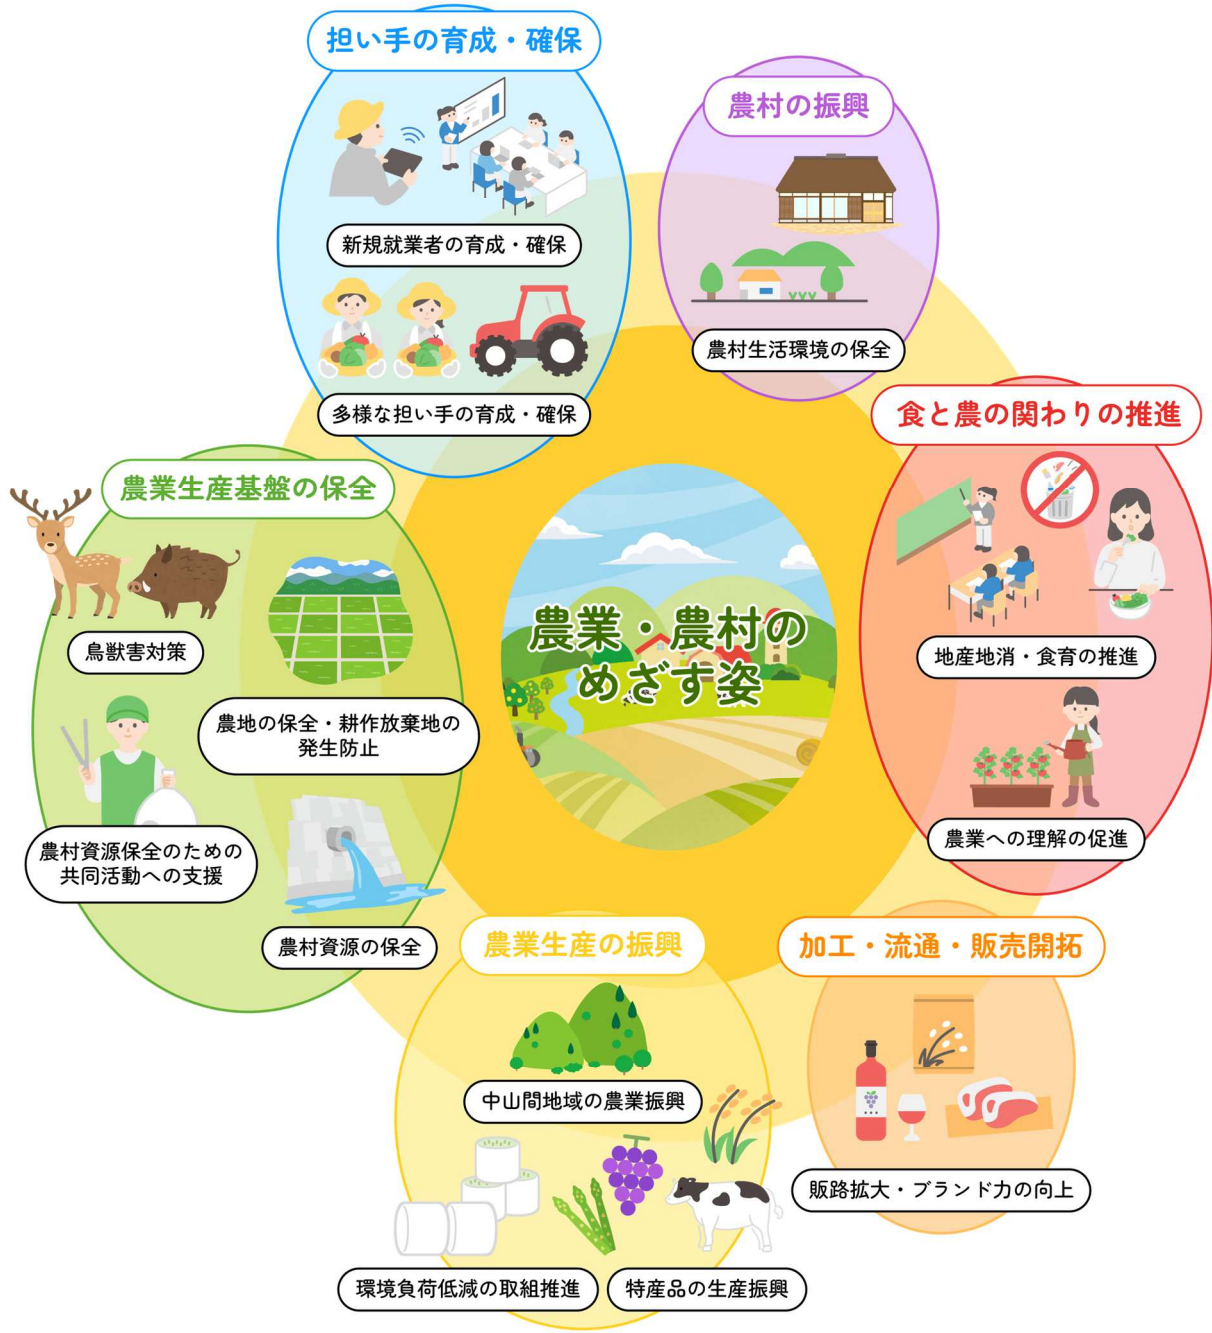 担い手の育成・確保
新規就業者の育成・確保
多様な担い手の育成・確保
農村の振興
農村生活環境の保全
食と農の関わりの推進
地産地消・食育の推進
農業への理解の促進
農業生産基盤の保全
鳥獣害対策
農地の保全・耕作放棄地の
発生防止
農村資源保全のための
共同活動への支援
農村資源の保全
農業・農村の
めざす姿
農業生産の振興
中山間地域の農業振興
環境負荷低減の取組推進
特産品の生産振興
加工・流通・販売開拓
販路拡大・ブランド力の向上